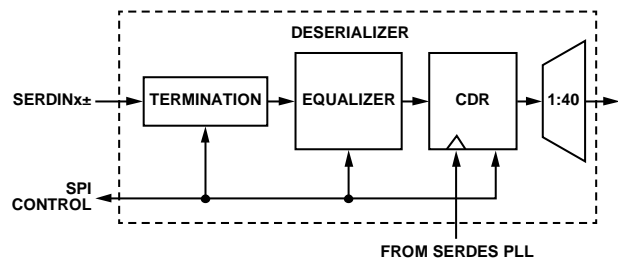 DESERIALIZER
SERDINx±
TERMINATION
EQUALIZER
CDR
1:40
SPI
CONTROL
FROM SERDES PLL